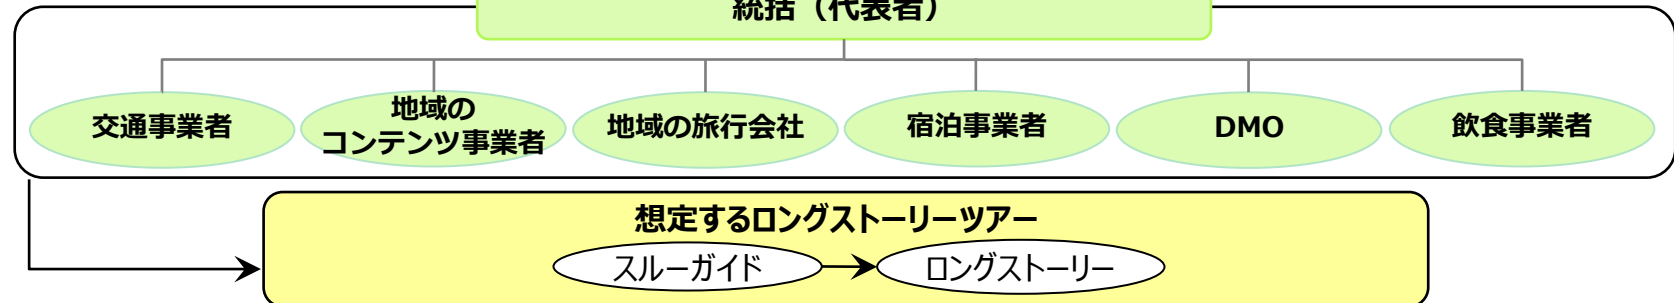 統括（代表者）
交通事業者
地域の
コンテンツ事業者
地域の旅行会社
宿泊事業者
DMO
飲食事業者
想定するロングストーリーツアー
スルーガイド
ロングストーリー